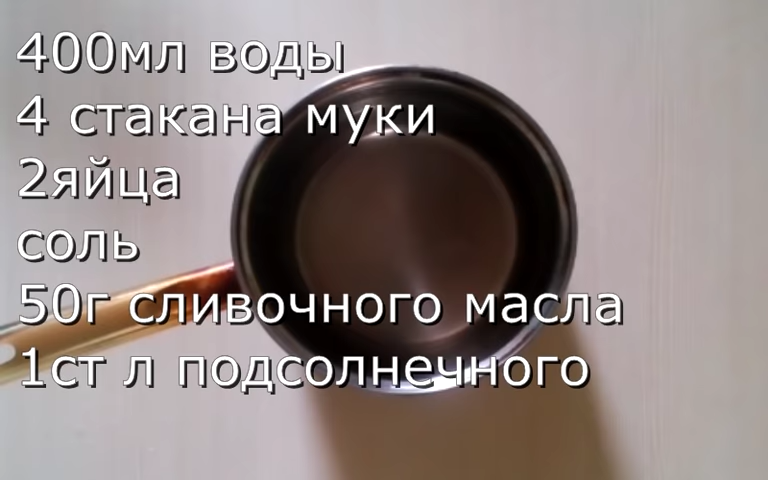 400мл воды
4 стакана муки
2яйца
соль
50г сливочного масла
1ст л подсолнечного